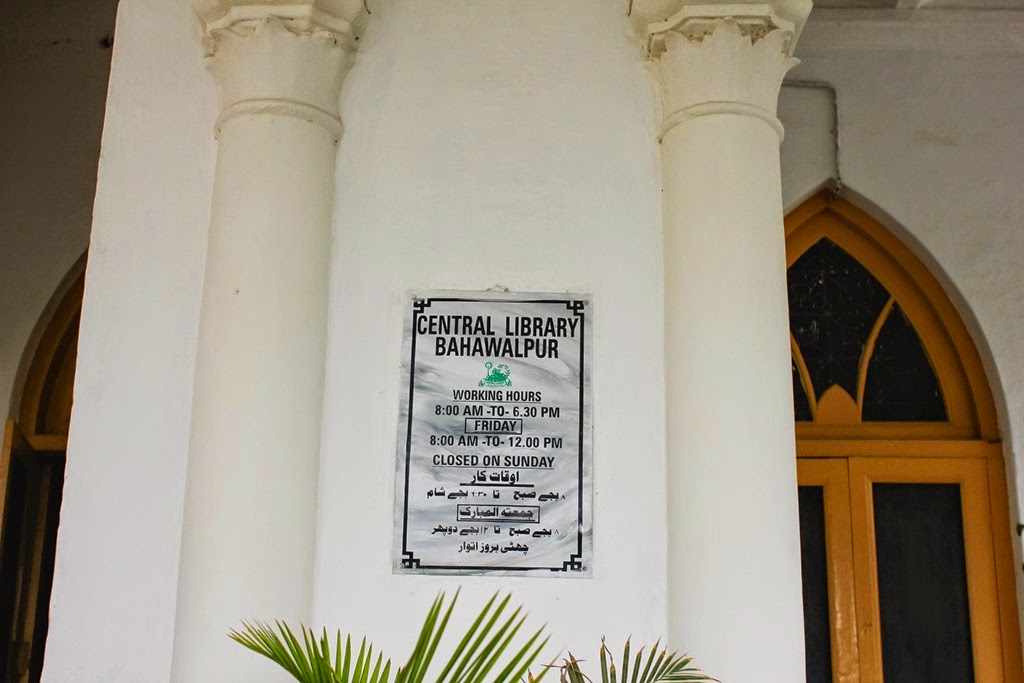 CENTRAL LIBRARY
BAHAWALPUR
WORKING HOURS
8:00 AM -TO- 6.30 PM
FRIDAY
8:00 AM -TO- 12.00 PM
CLOSED ON SUNDAY
اوقات کار
۸ بجے صبح تا ۶:۳۰ بجے شام
جمعتہ المبارک
۸ بجے صبح تا ۱۲ بجے دوپہر
چھٹی بروز اتوار